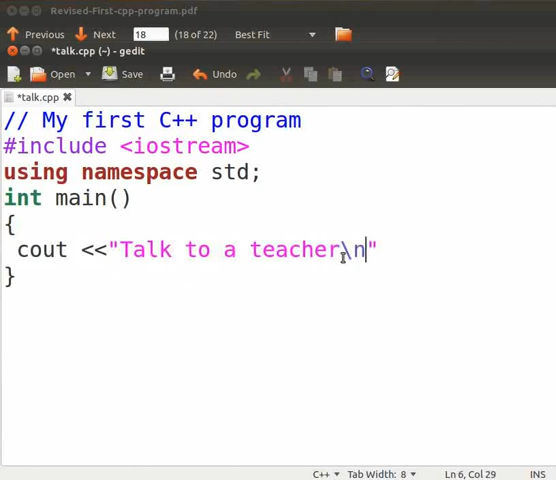 Revised-First-cpp-program.pdf
Previous Next 18 (18 of 22) Best Fit
*talk.cpp (~) - gedit
Open Save Undo
*talk.cpp
// My first C++ program
#include <iostream>
using namespace std;
int main()
{
cout <<"Talk to a teacher\n"
}
C++ Tab Width: 8 Ln 6, Col 29